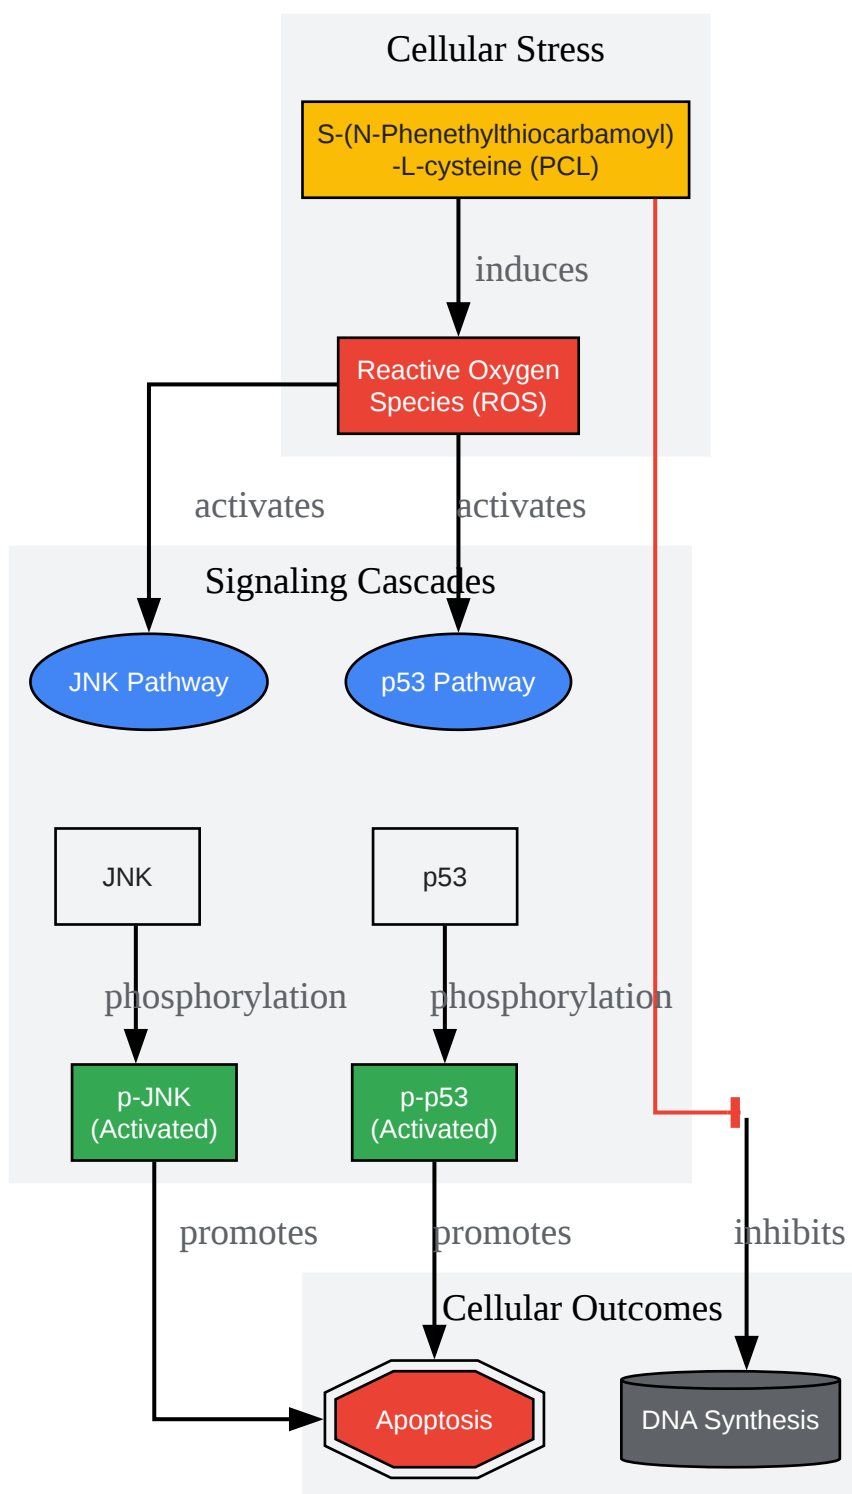 Cellular Stress
S-(N-Phenethylthiocarbamoyl)
-L-cysteine (PCL)
induces
Reactive Oxygen
Species (ROS)
activates
activates
Signaling Cascades
JNK Pathway
p53 Pathway
JNK
p53
phosphorylation
phosphorylation
p-JNK
(Activated)
p-p53
(Activated)
promotes
promotes
inhibits
Cellular Outcomes
Apoptosis
DNA Synthesis